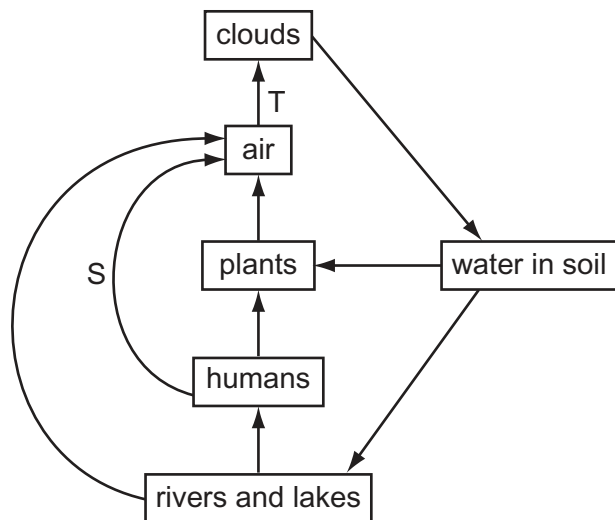 clouds
T
air
plants
water in soil
S
humans
rivers and lakes